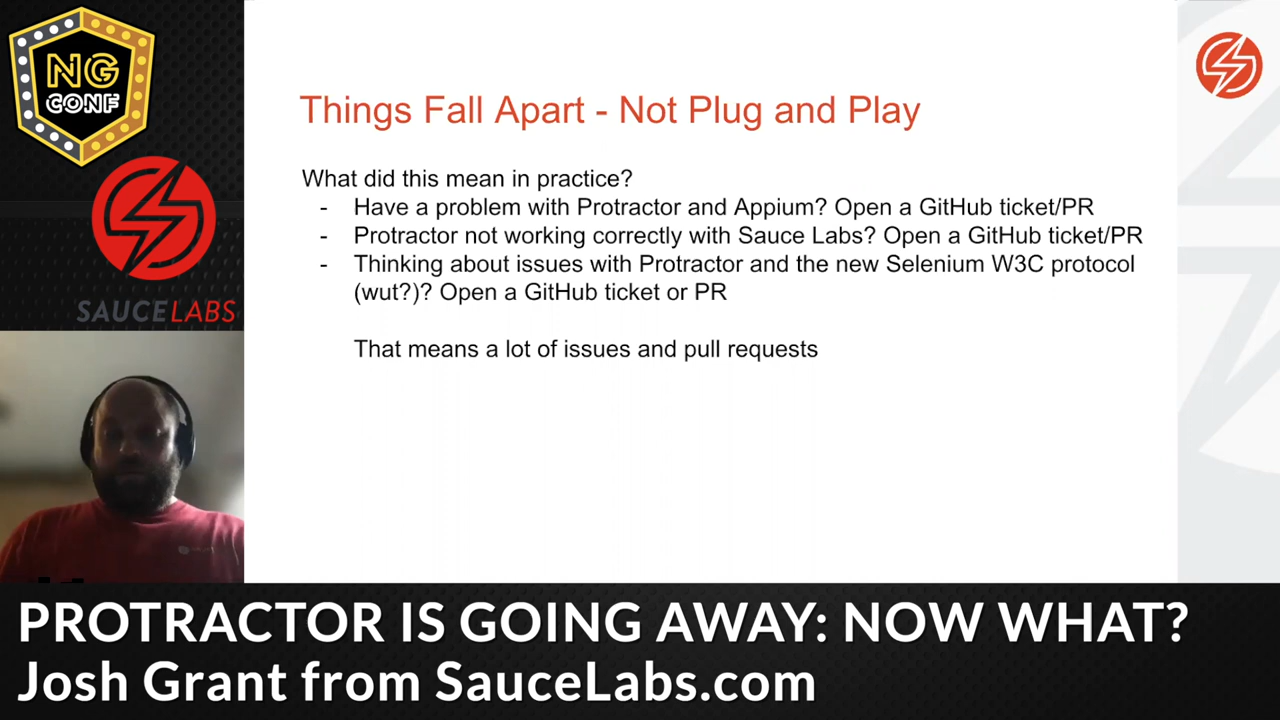 NG
CONF
SAUCELABS
Things Fall Apart - Not Plug and Play
What did this mean in practice?
- Have a problem with Protractor and Appium? Open a GitHub ticket/PR
- Protractor not working correctly with Sauce Labs? Open a GitHub ticket/PR
- Thinking about issues with Protractor and the new Selenium W3C protocol
(wut?)? Open a GitHub ticket or PR
That means a lot of issues and pull requests
PROTRACTOR IS GOING AWAY: NOW WHAT?
Josh Grant from SauceLabs.com